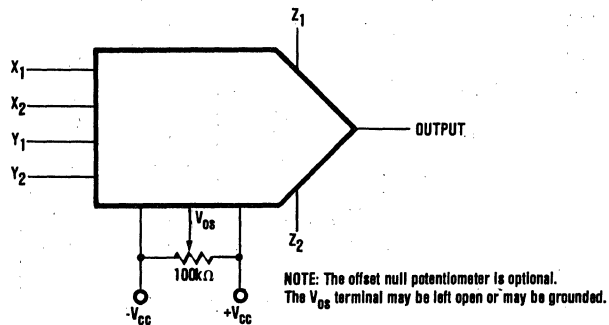 Z1
X1
X2
Y1
Y2
OUTPUT
VOS
Z2
100kΩ
-VCC
+VCC
NOTE: The offset null potentiometer is optional.
The VOS terminal may be left open or may be grounded.